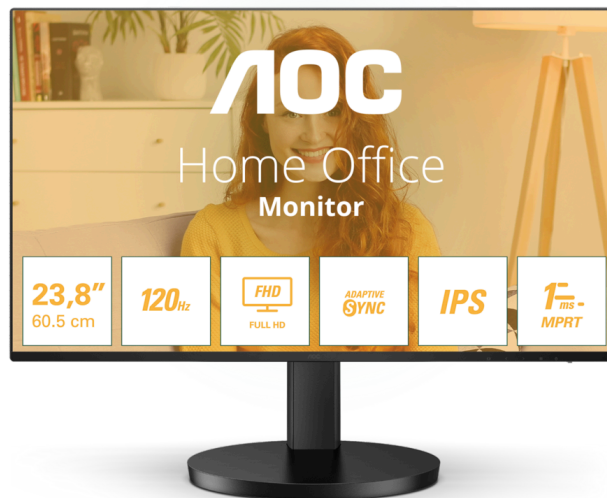 AOC
Home Office
Monitor
23,8”
60.5 cm
120Hz
FHD
FULL HD
ADAPTIVE
SYNC
IPS
1ms
MPRT